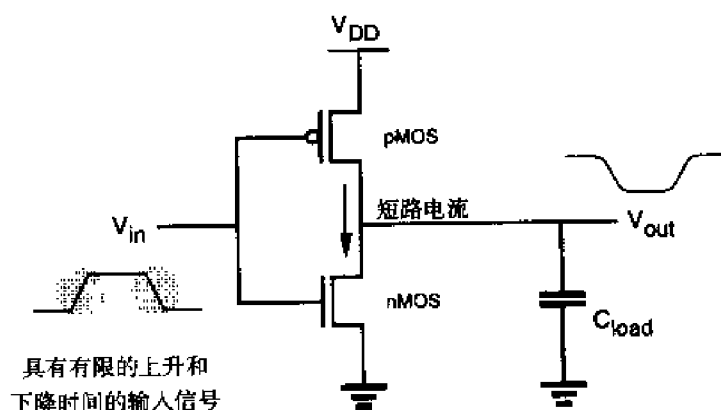 VDD
pMOS
短路电流
Vin
Vout
nMOS
Cload
具有有限的上升和
下降时间的输入信号